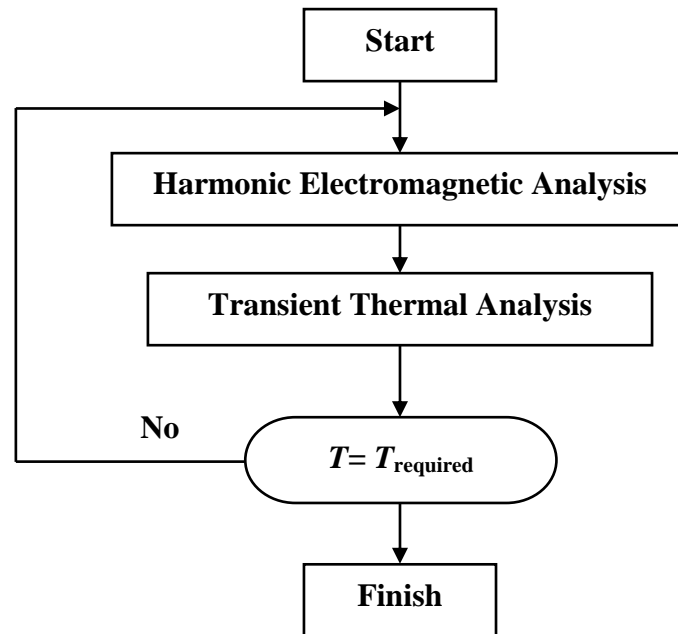 Start
Harmonic Electromagnetic Analysis
Transient Thermal Analysis
No
T= Trequired
Finish